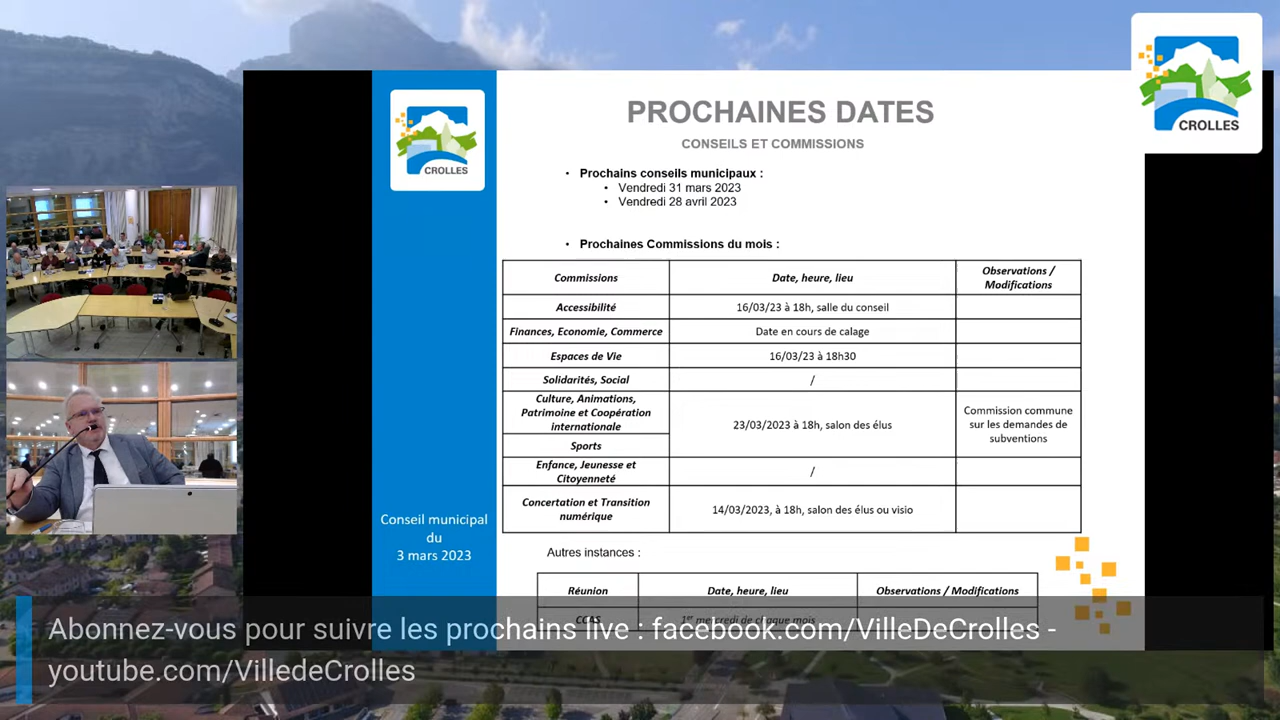 CROLLES
CROLLES
PROCHAINES DATES
CONSEILS ET COMMISSIONS
• Prochains conseils municipaux :
• Vendredi 31 mars 2023
• Vendredi 28 avril 2023
• Prochaines Commissions du mois :
Commissions Date, heure, lieu Observations /
Modifications
Accessibilité 16/03/23 à 18h, salle du conseil
Finances, Economie, Commerce Date en cours de calage
Espaces de Vie 16/03/23 à 18h30
Solidarités, Social /
Culture, Animations,
Patrimoine et Coopération
internationale
Sports
23/03/2023 à 18h, salon des élus
Commission commune
sur les demandes de
subventions
Enfance, Jeunesse et
Citoyenneté
/
Concertation et Transition
numérique
14/03/2023, à 18h, salon des élus ou visio
Conseil municipal
du
3 mars 2023
Autres instances :
Réunion Date, heure, lieu Observations / Modifications
CCAS 1er mercredi de chaque mois
Abonnez-vous pour suivre les prochains live : facebook.com/VilleDeCrolles -
youtube.com/VilledeCrolles